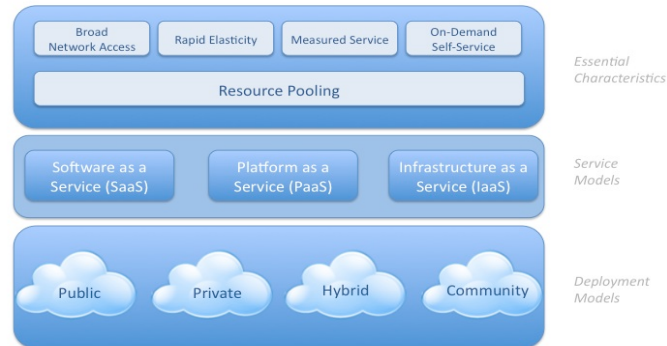 Broad
Network Access
Rapid Elasticity
Measured Service
On-Demand
Self-Service
Resource Pooling
Essential
Characteristics
Software as a
Service (SaaS)
Platform as a
Service (PaaS)
Infrastructure as a
Service (IaaS)
Service
Models
Public
Private
Hybrid
Community
Deployment
Models